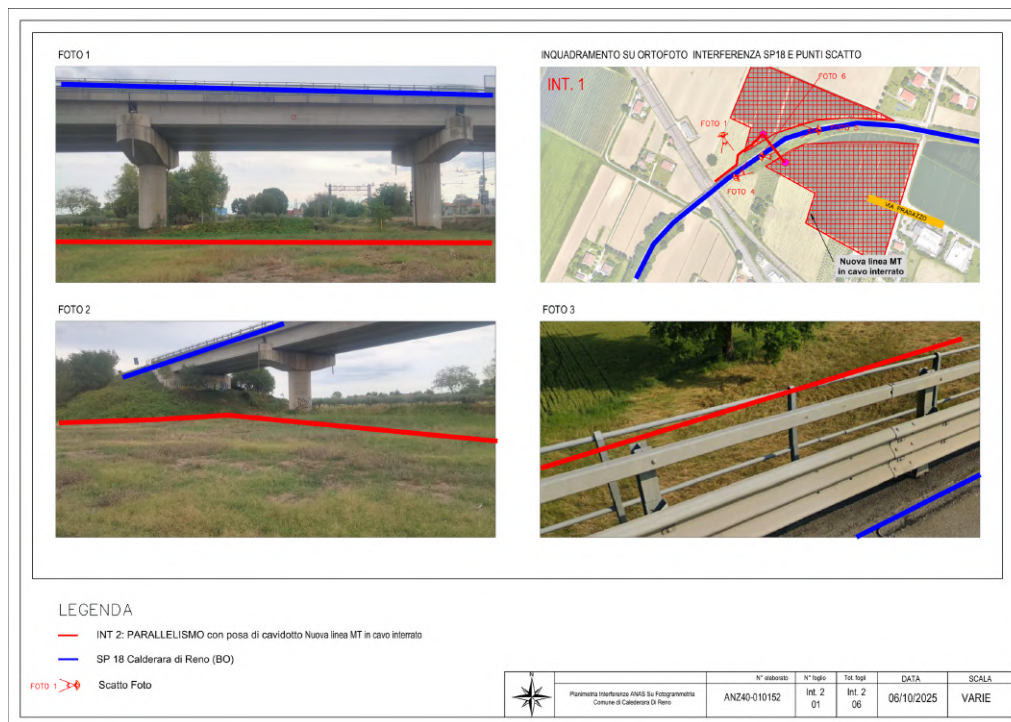 FOTO 1
INQUADRAMENTO SU ORTOFOTO INTERFERENZA SP18 E PUNTI SCATTO
INT. 1
FOTO 6
FOTO 1
FOTO 4
VIA PRADAZZO
Nuova linea MT
in cavo interrato
FOTO 2
FOTO 3
LEGENDA
INT 2: PARALLELISMO con posa di cavidotto Nuova linea MT in cavo interrato
SP 18 Calderara di Reno (BO)
FOTO 1
Scatto Foto
Planimetria Interferenze ANAS Su Fotogrammetria
Comune di Calederara Di Reno
N° elaborato
ANZ40-010152
N° foglio
Int. 2
01
Tot. fogli
Int. 2
06
DATA
06/10/2025
SCALA
VARIE